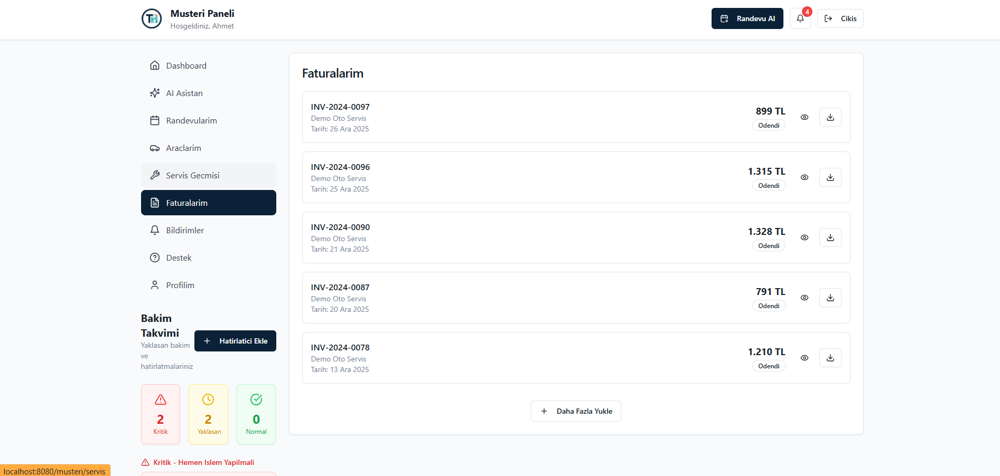 TH
Musteri Paneli
Hosgeldiniz, Ahmet
Randevu Al
4
Cikis
Dashboard
AI Asistan
Randevularim
Araclarim
Servis Gecmisi
Faturalarim
Bildirimler
Destek
Profilim
Bakim
Takvimi
Yaklasan bakim
ve
hatirlatmalariniz
Hatirlatici Ekle
2
Kritik
2
Yaklasan
0
Normal
Kritik - Hemen Islem Yapilmali
Faturalarim
INV-2024-0097
Demo Oto Servis
Tarih: 26 Ara 2025
899 TL
Odendi
INV-2024-0096
Demo Oto Servis
Tarih: 25 Ara 2025
1.315 TL
Odendi
INV-2024-0090
Demo Oto Servis
Tarih: 21 Ara 2025
1.328 TL
Odendi
INV-2024-0087
Demo Oto Servis
Tarih: 20 Ara 2025
791 TL
Odendi
INV-2024-0078
Demo Oto Servis
Tarih: 13 Ara 2025
1.210 TL
Odendi
Daha Fazla Yukle
localhost:8080/musteri/servis